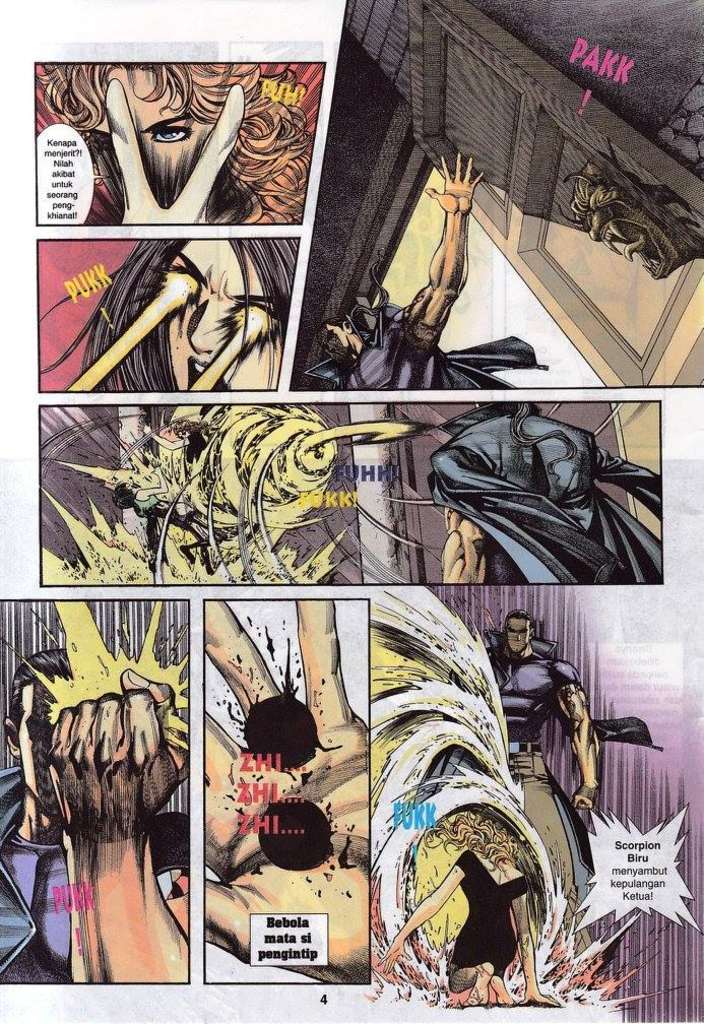 PUH!
Kenapa
menjerit?!
Nilah
akibat
untuk
seorang
peng-
khianat!
PAKK
!
PUKK
!
FUHH!
FUKK!
PUKK
!
ZHI....
ZHI....
ZHI....
Bebola
mata si
pengintip
FUKK
!
Scorpion
Biru
menyambut
kepulangan
Ketua!
4